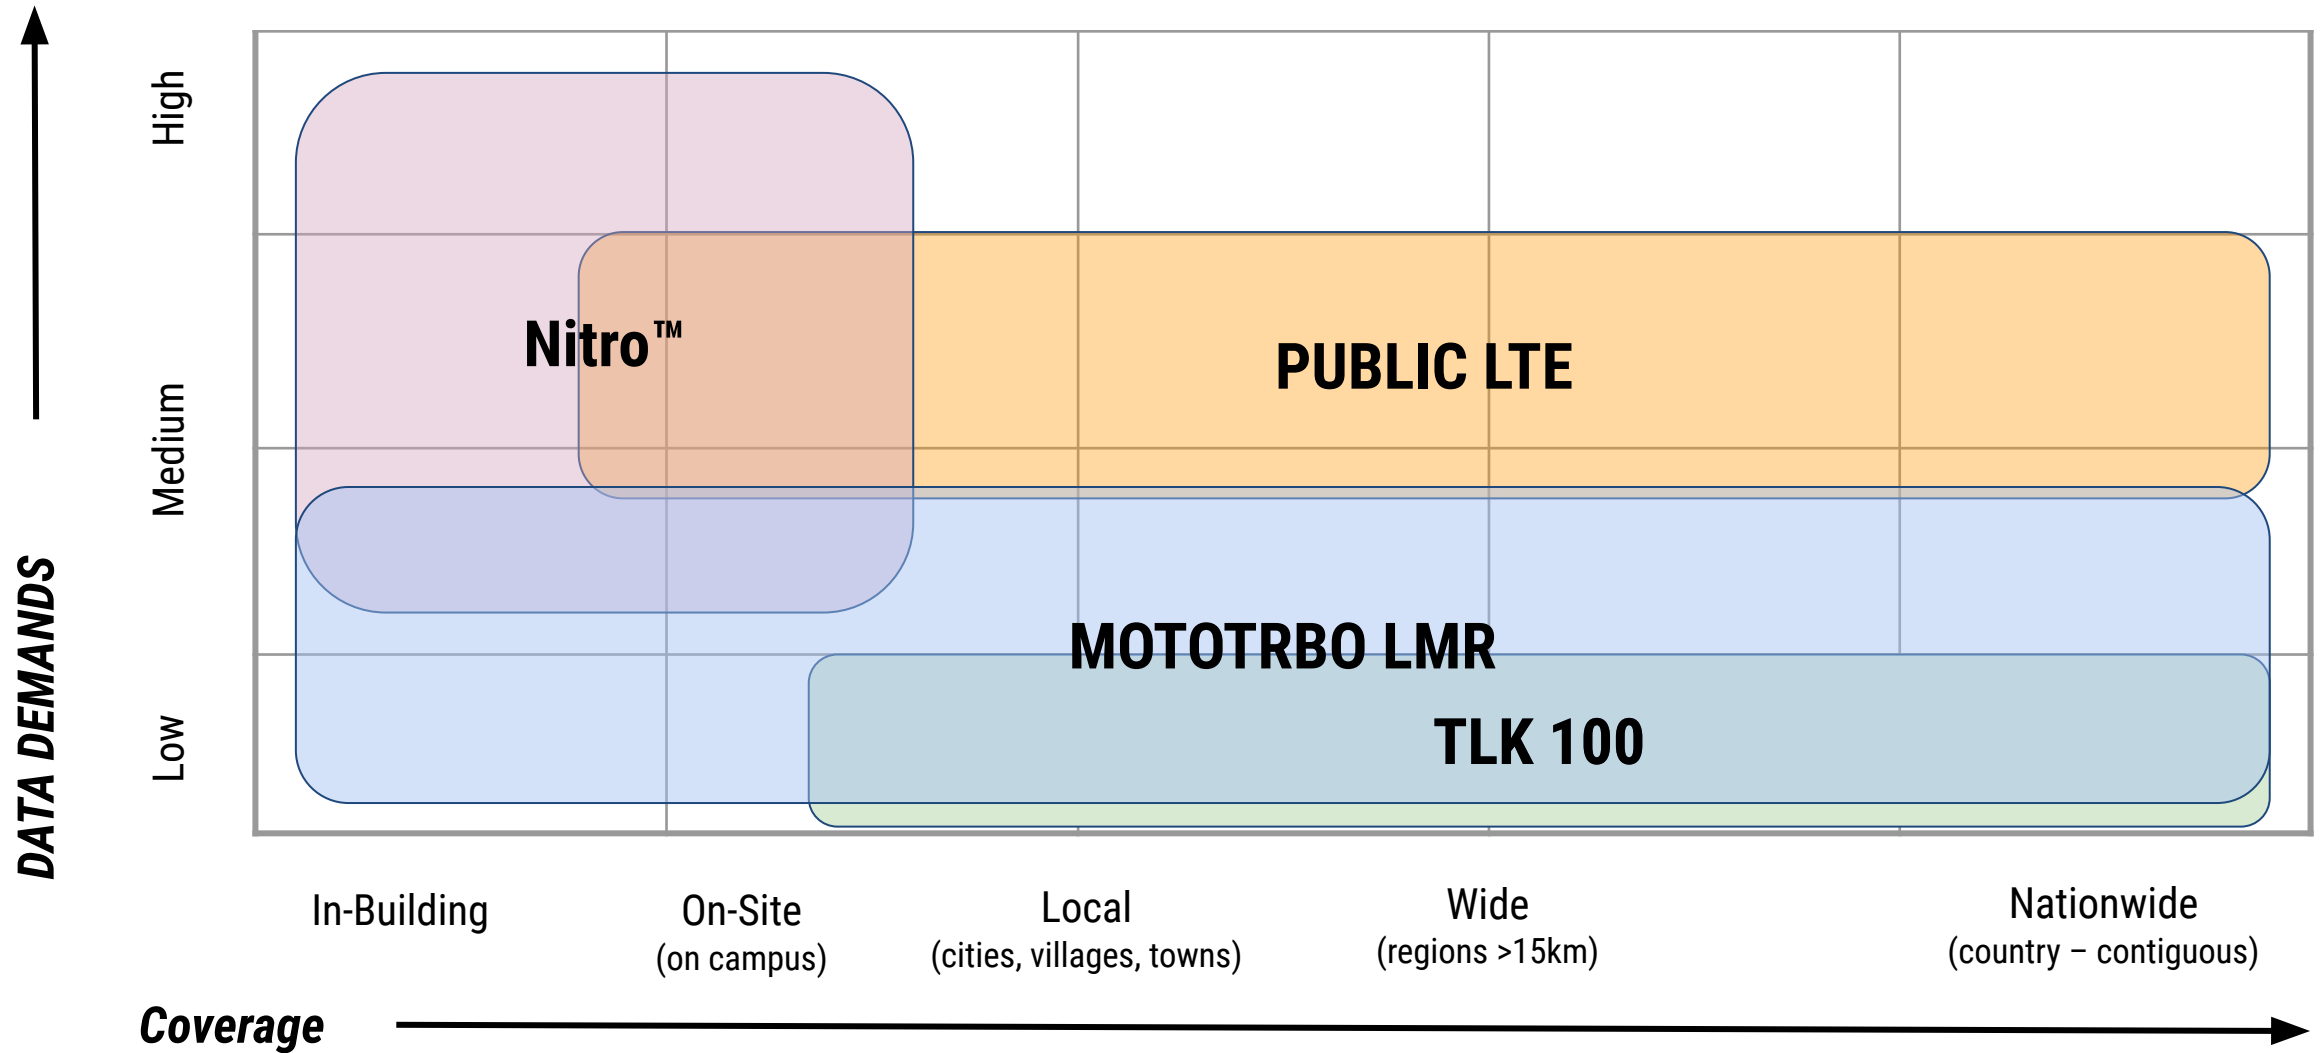 High
Medium
Low
DATA DEMANDS
Nitro™
PUBLIC LTE
MOTOTRBO LMR
TLK 100
In-Building
On-Site
(on campus)
Local
(cities, villages, towns)
Wide
(regions >15km)
Nationwide
(country – contiguous)
Coverage